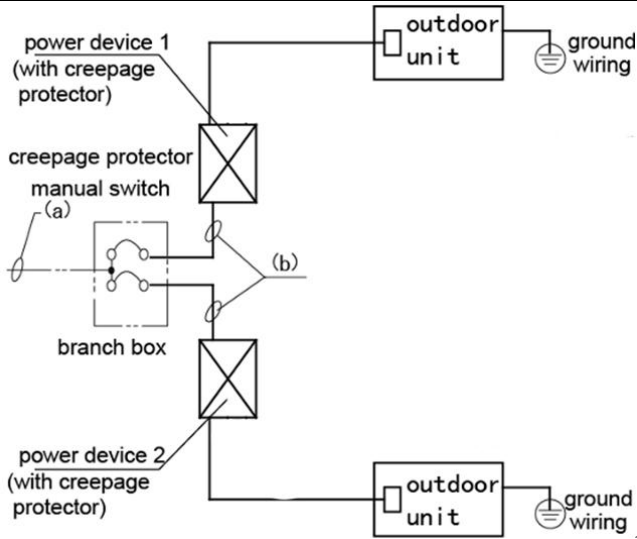 power device 1
(with creepage
protector)
outdoor
unit
ground
wiring
creepage protector
manual switch
(a)
(b)
branch box
power device 2
(with creepage
protector)
outdoor
unit
ground
wiring